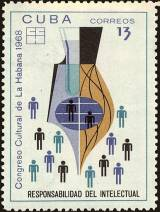 CUBA CORREOS
13
Congreso Cultural de La Habana 1968
RESPONSABILIDAD DEL INTELECTUAL